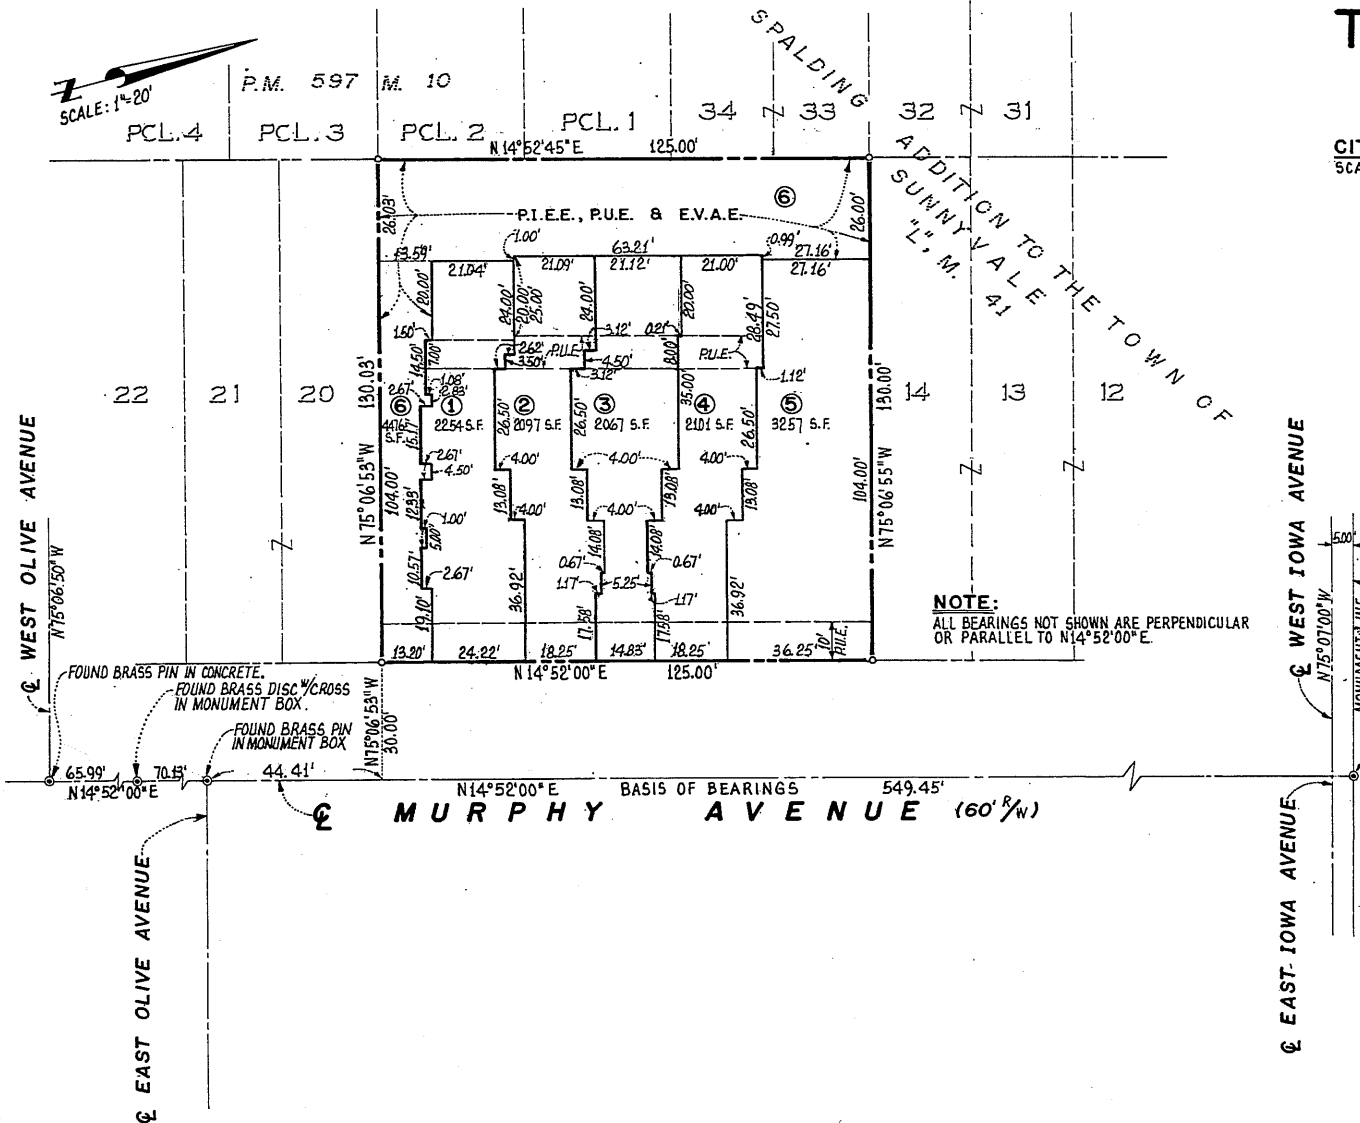 T
CIT
SCA
SPALDING
ADDITION TO THE TOWN OF
SUNNYVALE
"L", M. 41
SCALE: 1"=20'
P.M. 597 M. 10
PCL. 4
PCL. 3
PCL. 2
PCL. 1
34
33
32
31
N 14°52'45" E 125.00'
26.03'
P.I.E.E., P.U.E. & E.V.A.E.
6
26.00'
1.00'
63.21'
0.99'
27.16'
13.59'
21.04'
21.09'
21.12'
21.00'
27.16'
20.00'
24.00'
20.00'
25.00'
24.00'
20.00'
28.49'
27.50'
1.50'
14.50'
7.00'
2.62'
3.50'
P.U.E.
3.12'
4.50'
3.12'
0.21'
8.00'
P.U.E.
1.12'
130.03'
2.67'
1.08'
2.83'
35.00'
130.00'
22
21
20
6
4476 S.F.
1
2254 S.F.
2
2097 S.F.
3
2067 S.F.
4
2101 S.F.
5
3257 S.F.
14
13
12
15.17'
26.50'
26.50'
26.50'
N 75°06'53" W
104.00'
2.67'
4.50'
4.00'
4.00'
4.00'
104.00'
N 75°06'55" W
12.33'
13.08'
13.08'
13.08'
13.08'
1.00'
5.00'
4.00'
4.00'
4.00'
14.08'
14.08'
10.57'
2.67'
0.67'
0.67'
1.17'
5.25'
1.17'
36.92'
36.92'
19.10'
17.58'
17.58'
10' P.U.E.
13.20'
24.22'
18.25'
14.83'
18.25'
36.25'
N 14°52'00" E 125.00'
NOTE:
ALL BEARINGS NOT SHOWN ARE PERPENDICULAR
OR PARALLEL TO N 14°52'00" E.
℄ WEST OLIVE AVENUE
N75°06'50" W
FOUND BRASS PIN IN CONCRETE.
FOUND BRASS DISC W/CROSS
IN MONUMENT BOX.
FOUND BRASS PIN
IN MONUMENT BOX
N75°06'53" W
30.00'
65.99'
70.13'
44.41'
N 14°52'00" E
N14°52'00" E BASIS OF BEARINGS 549.45'
℄ MURPHY AVENUE (60' R/W)
℄ EAST OLIVE AVENUE
℄ WEST IOWA AVENUE
N75°07'00" W
5.00'
MONUMENT LINE
℄ EAST IOWA AVENUE